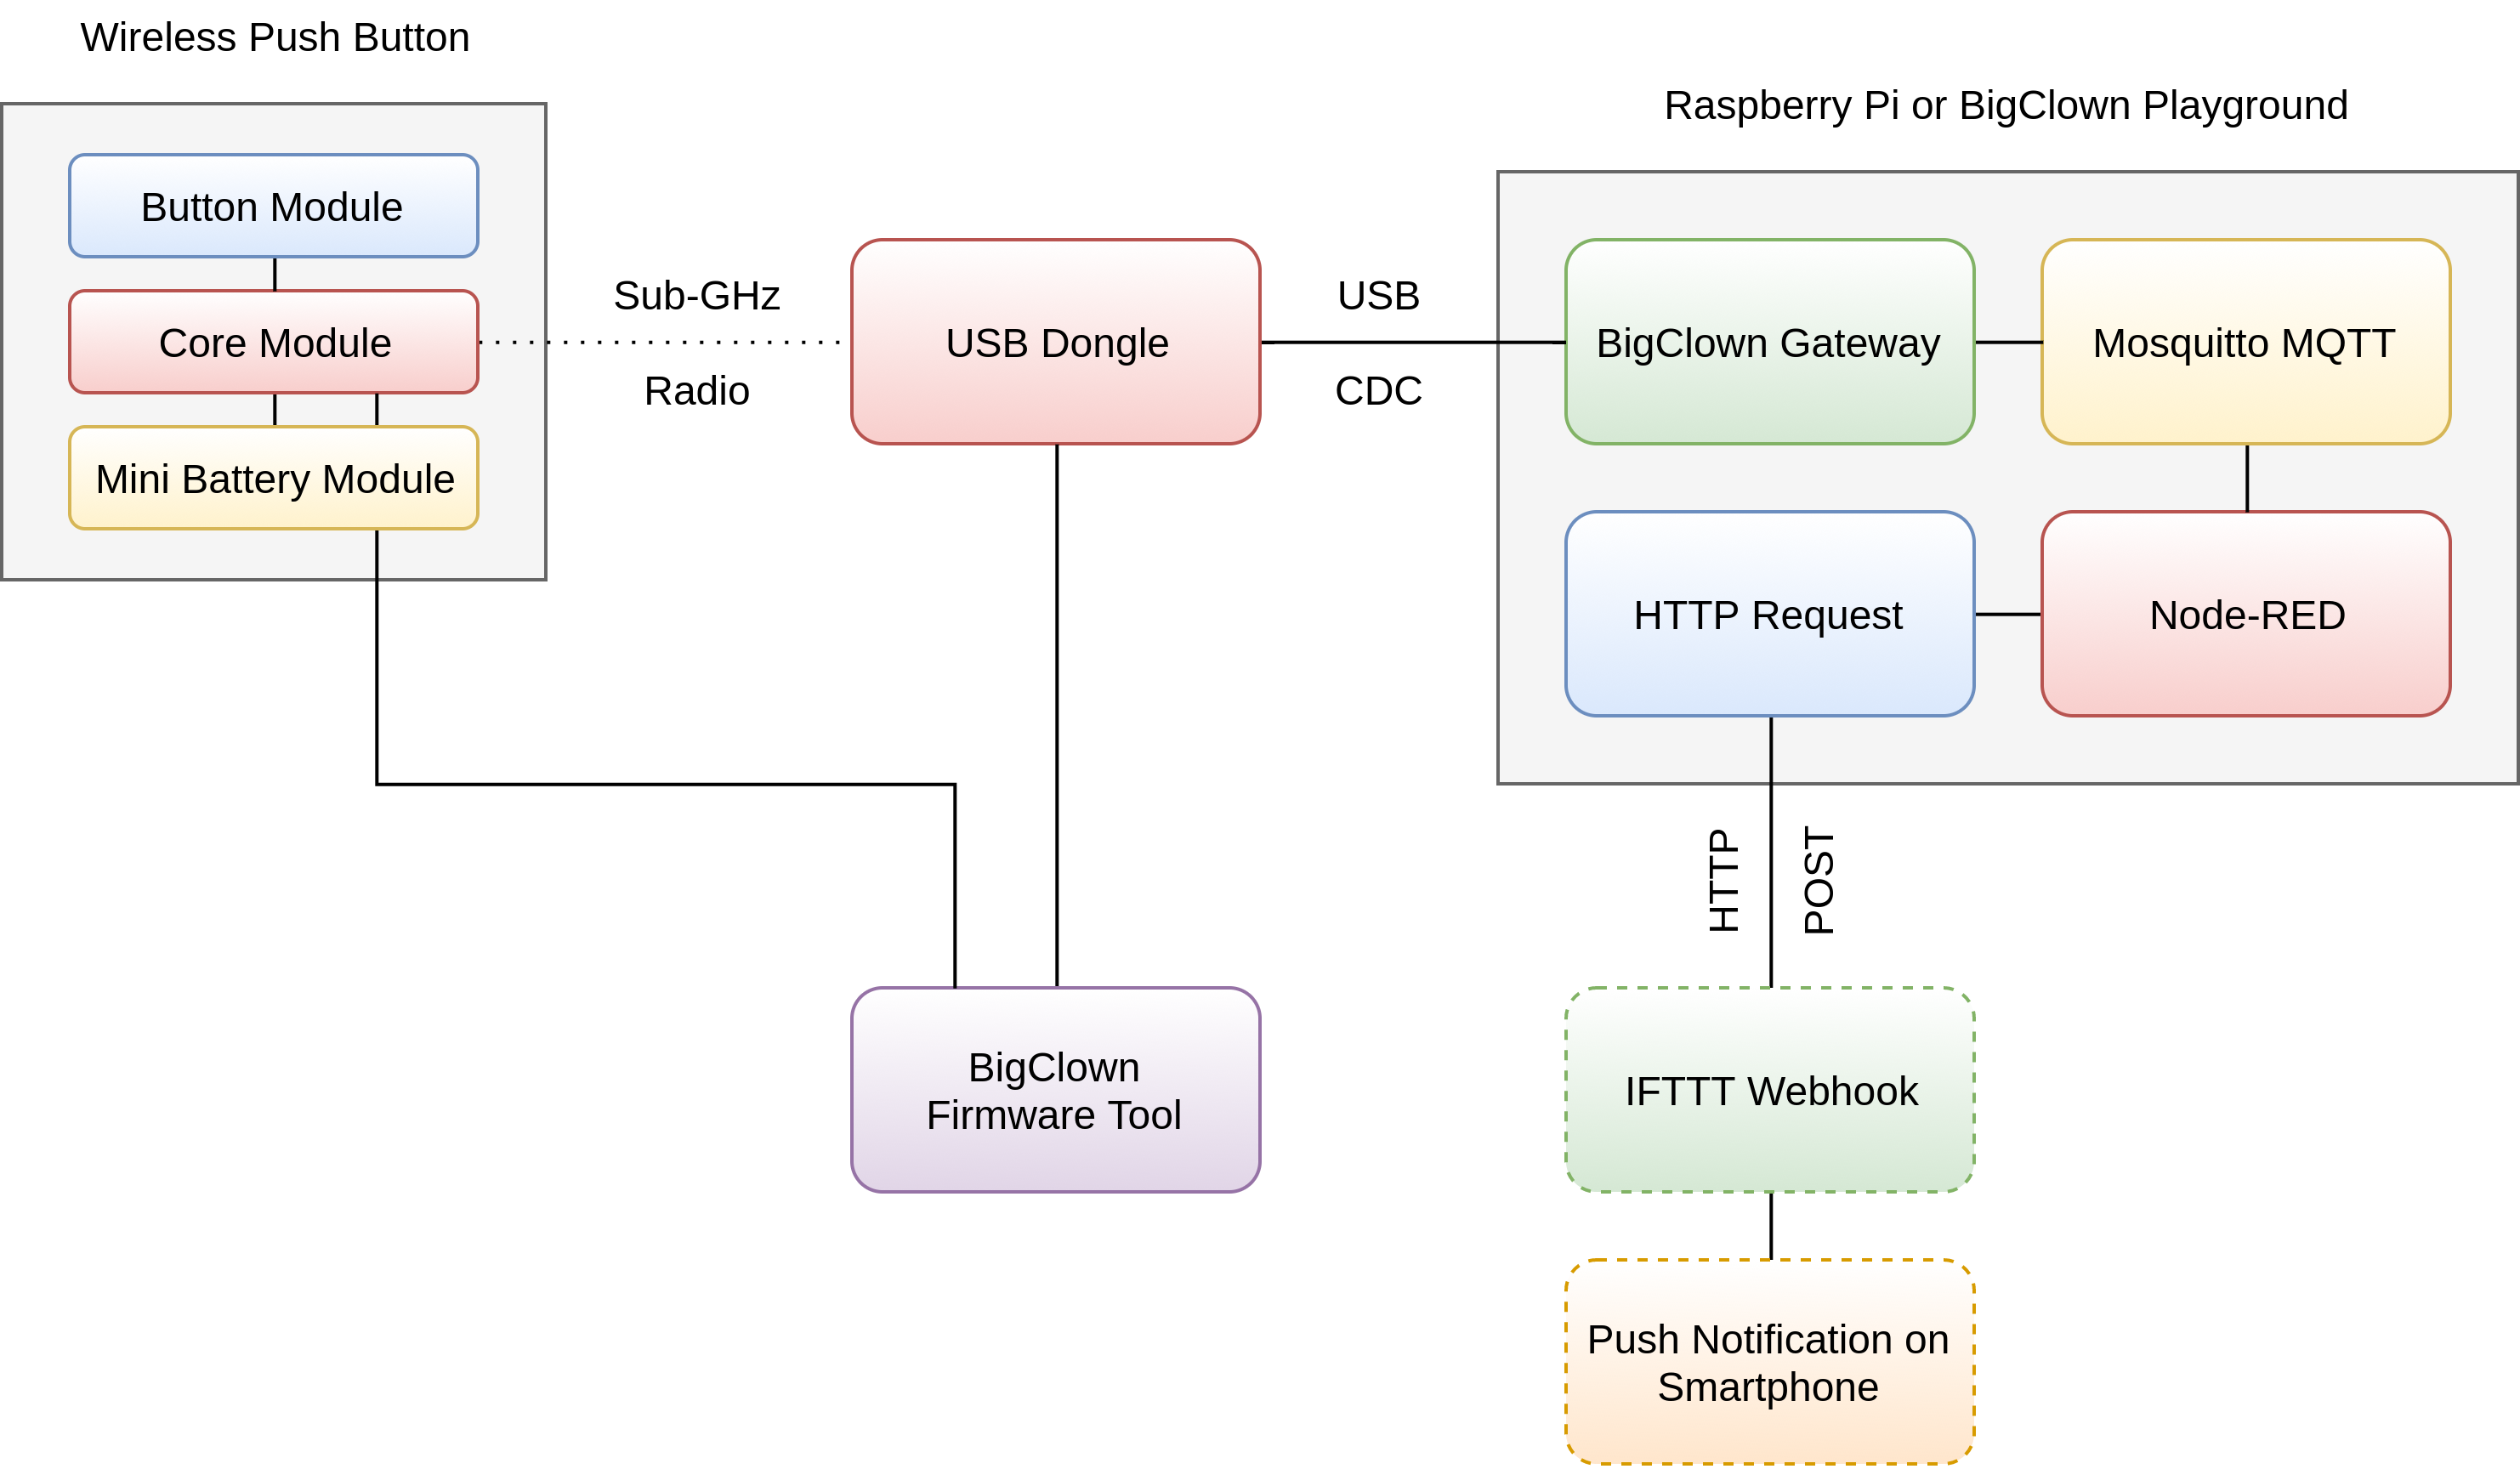 Wireless Push Button
Raspberry Pi or BigClown Playground
Button Module
Core Module
Mini Battery Module
Sub-GHz
Radio
USB Dongle
USB
CDC
BigClown Gateway
Mosquitto MQTT
HTTP Request
Node-RED
HTTP
POST
BigClown
Firmware Tool
IFTTT Webhook
Push Notification on
Smartphone